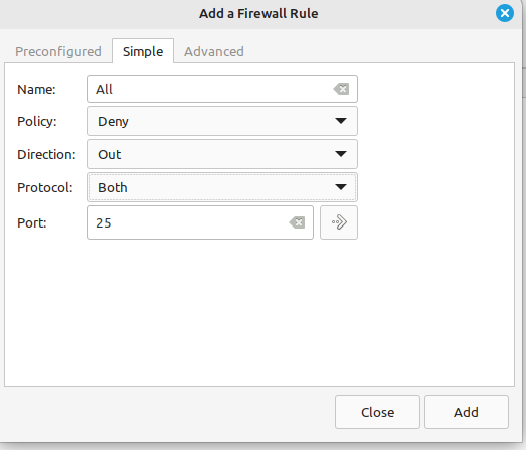 Add a Firewall Rule
Preconfigured Simple Advanced
Name: All
Policy: Deny
Direction: Out
Protocol: Both
Port: 25
Close Add